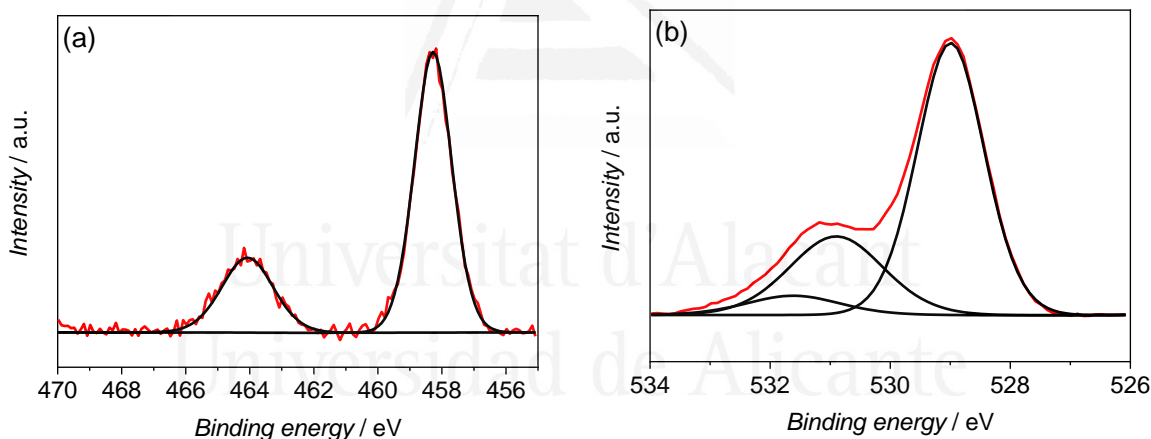 (a)
Intensity / a.u.
470 468 466 464 462 460 458 456
Binding energy / eV
(b)
Intensity / a.u.
534 532 530 528 526
Binding energy / eV
Universitat d'Alacant
Universidad de Alicante